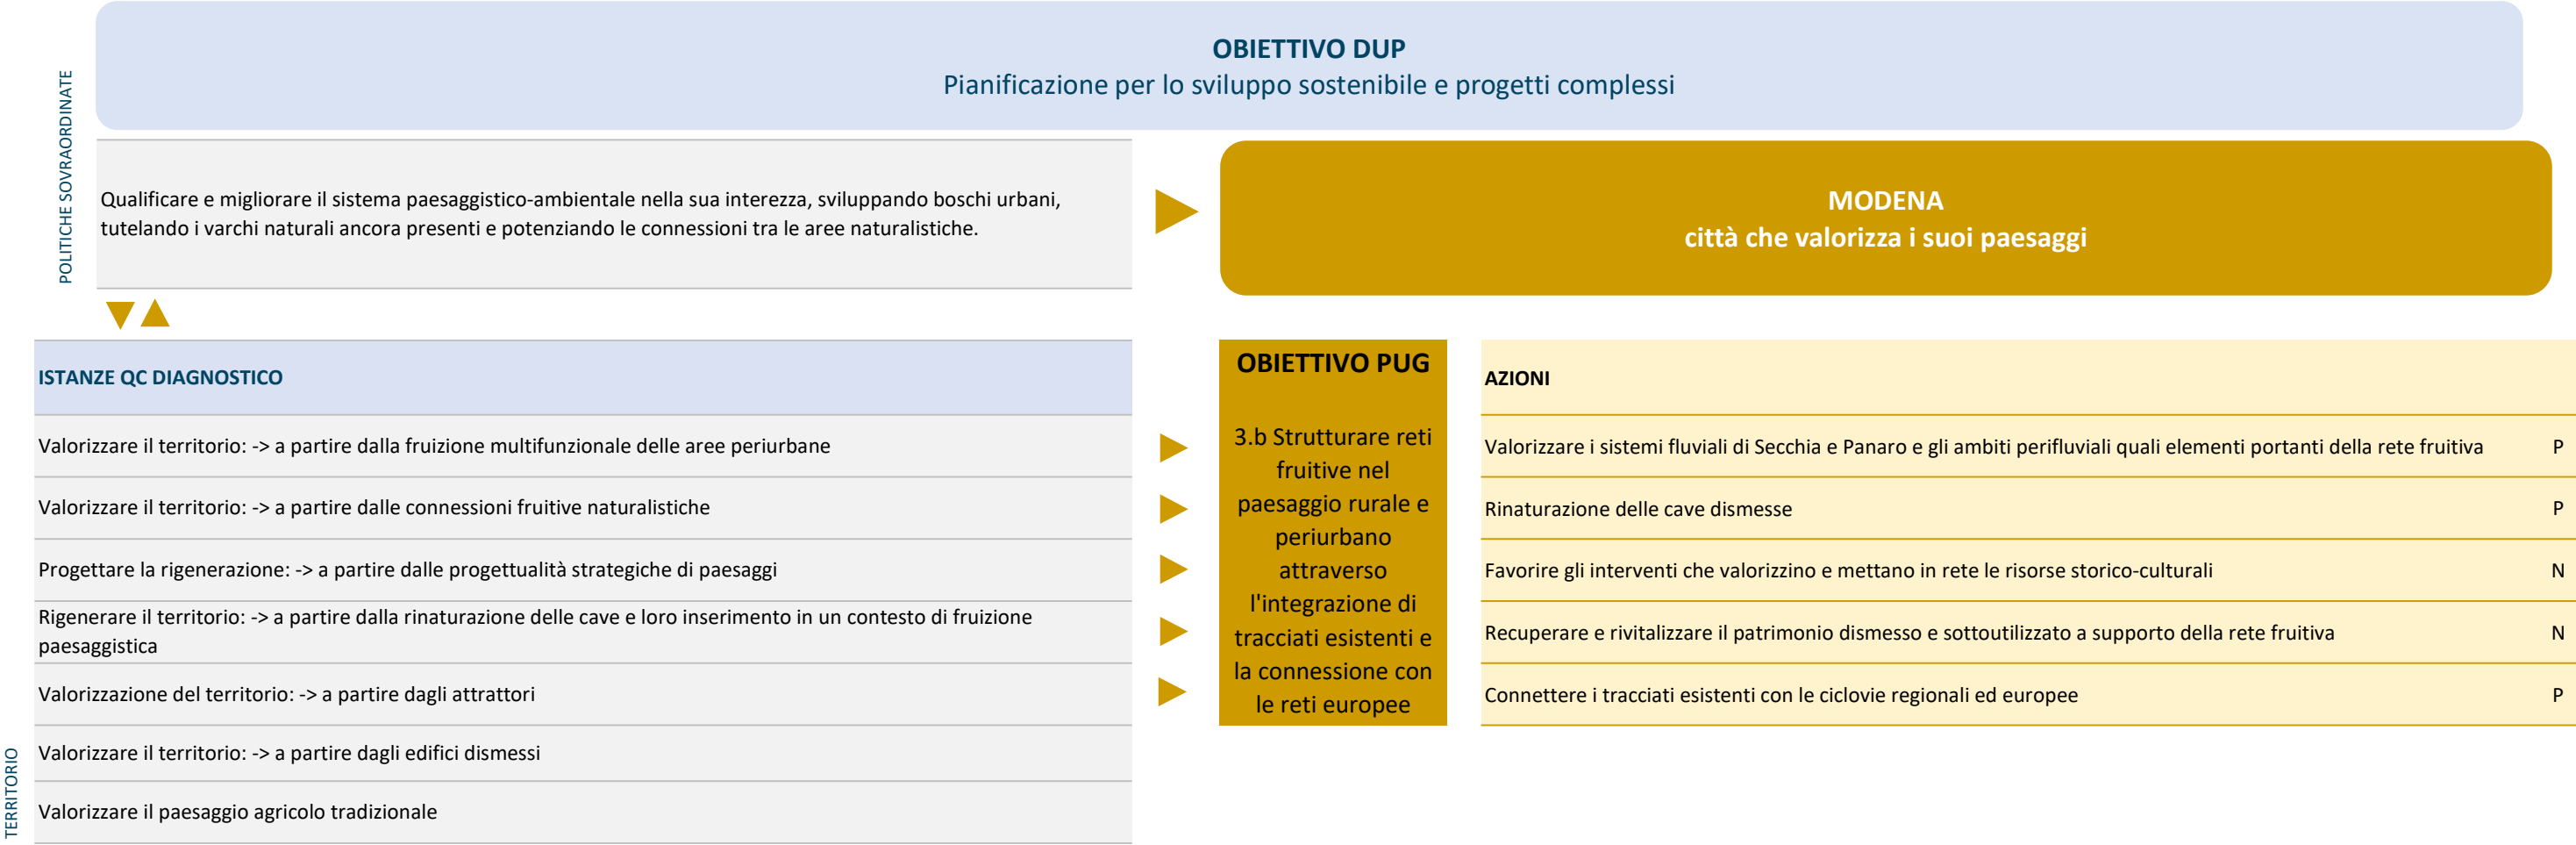 OBIETTIVO DUP
Pianificazione per lo sviluppo sostenibile e progetti complessi
POLITICHE SOVRAORDINATE
Qualificare e migliorare il sistema paesaggistico-ambientale nella sua interezza, sviluppando boschi urbani,
tutelando i varchi naturali ancora presenti e potenziando le connessioni tra le aree naturalistiche.
MODENA
città che valorizza i suoi paesaggi
TERRITORIO
ISTANZE QC DIAGNOSTICO
Valorizzare il territorio: -> a partire dalla fruizione multifunzionale delle aree periurbane
Valorizzare il territorio: -> a partire dalle connessioni fruitive naturalistiche
Progettare la rigenerazione: -> a partire dalle progettualità strategiche di paesaggi
Rigenerare il territorio: -> a partire dalla rinaturazione delle cave e loro inserimento in un contesto di fruizione
paesaggistica
Valorizzazione del territorio: -> a partire dagli attrattori
Valorizzare il territorio: -> a partire dagli edifici dismessi
Valorizzare il paesaggio agricolo tradizionale
OBIETTIVO PUG
3.b Strutturare reti
fruitive nel
paesaggio rurale e
periurbano
attraverso
l'integrazione di
tracciati esistenti e
la connessione con
le reti europee
AZIONI
Valorizzare i sistemi fluviali di Secchia e Panaro e gli ambiti perifluviali quali elementi portanti della rete fruitiva P
Rinaturazione delle cave dismesse P
Favorire gli interventi che valorizzino e mettano in rete le risorse storico-culturali N
Recuperare e rivitalizzare il patrimonio dismesso e sottoutilizzato a supporto della rete fruitiva N
Connettere i tracciati esistenti con le ciclovie regionali ed europee P